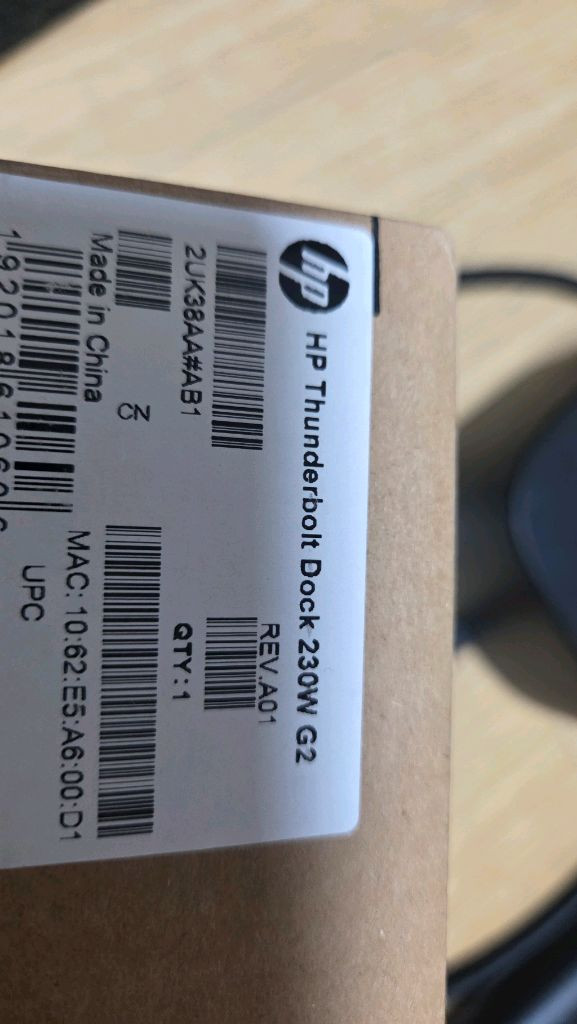 hp HP Thunderbolt Dock 230W G2
REV.A01
2UK38AA#AB1
QTY:1
Made in China
MAC: 10:62:E5:A6:00:D1
UPC